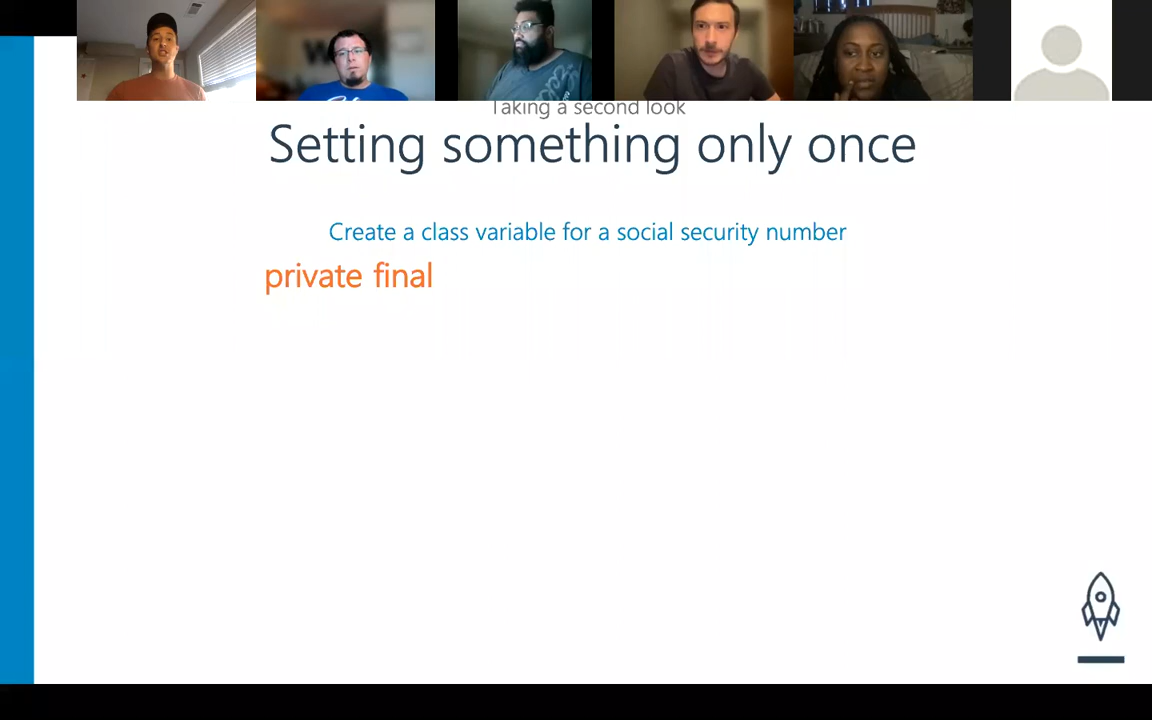 Taking a second look
Setting something only once
Create a class variable for a social security number
private final